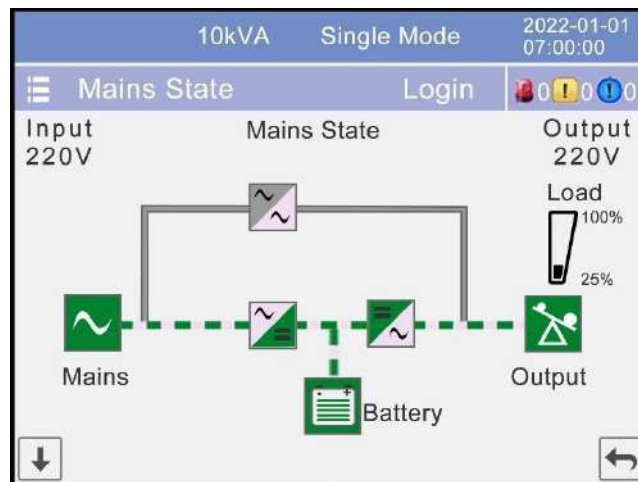 10kVA Single Mode 2022-01-01
07:00:00
Mains State Login 0 ! 0 ! 0
Input Mains State Output
220V 220V
Load
100%
25%
Mains Output
- +
Battery